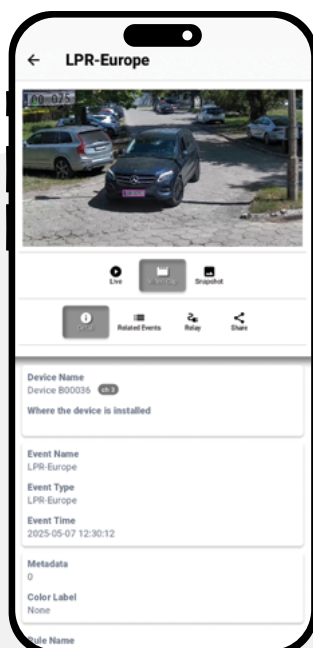 LPR-Europe
Live
Snapshot
Related Events
Relay
Share
Device Name
Device B00036 ch 3
Where the device is installed
Event Name
LPR-Europe
Event Type
LPR-Europe
Event Time
2025-05-07 12:30:12
Metadata
0
Color Label
None
Rule Name